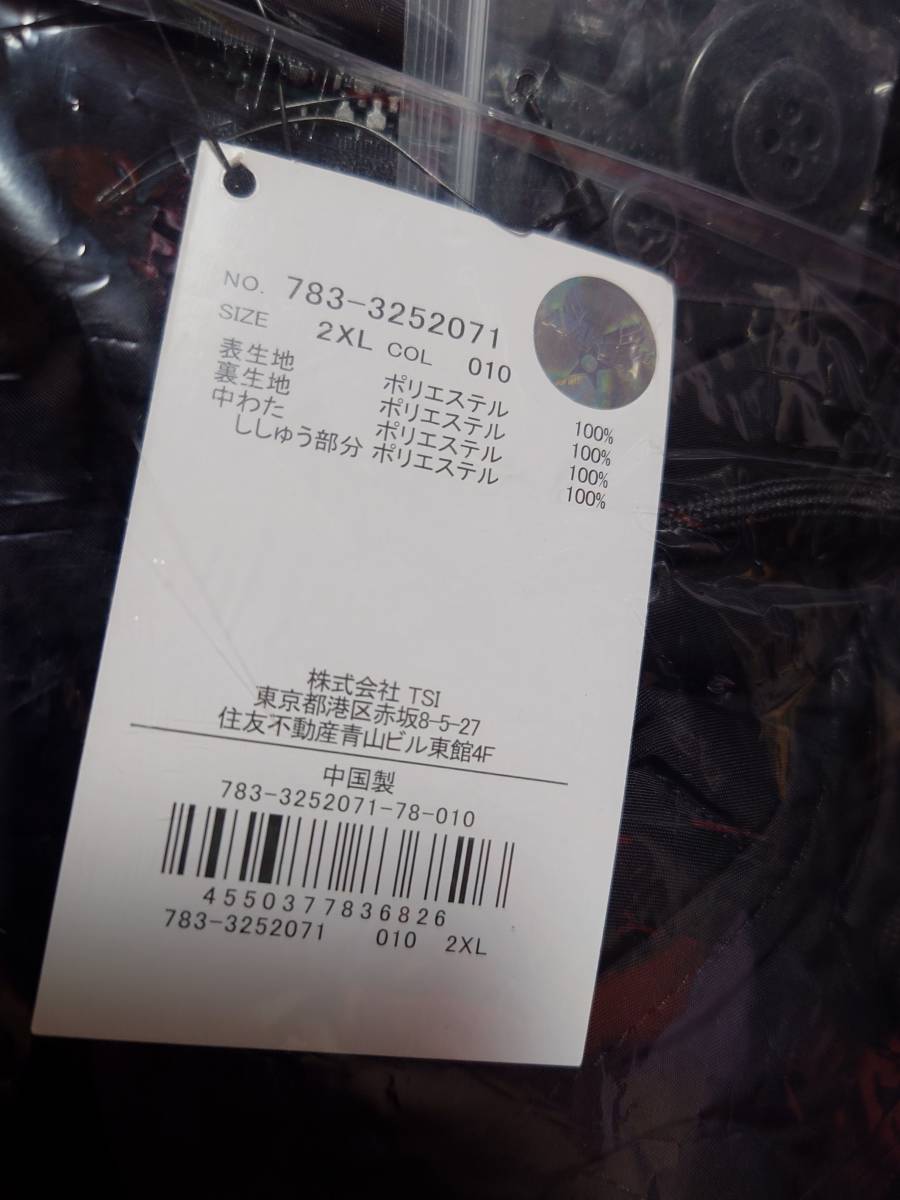 NO. 783-3252071
SIZE 2XL COL 010
表生地 ポリエステル 100%
裏生地 ポリエステル 100%
中わた ポリエステル 100%
ししゅう部分 ポリエステル 100%
株式会社 TSI
東京都港区赤坂8-5-27
住友不動産青山ビル東館4F
中国製
783-3252071-78-010
4550377836826
783-3252071 010 2XL